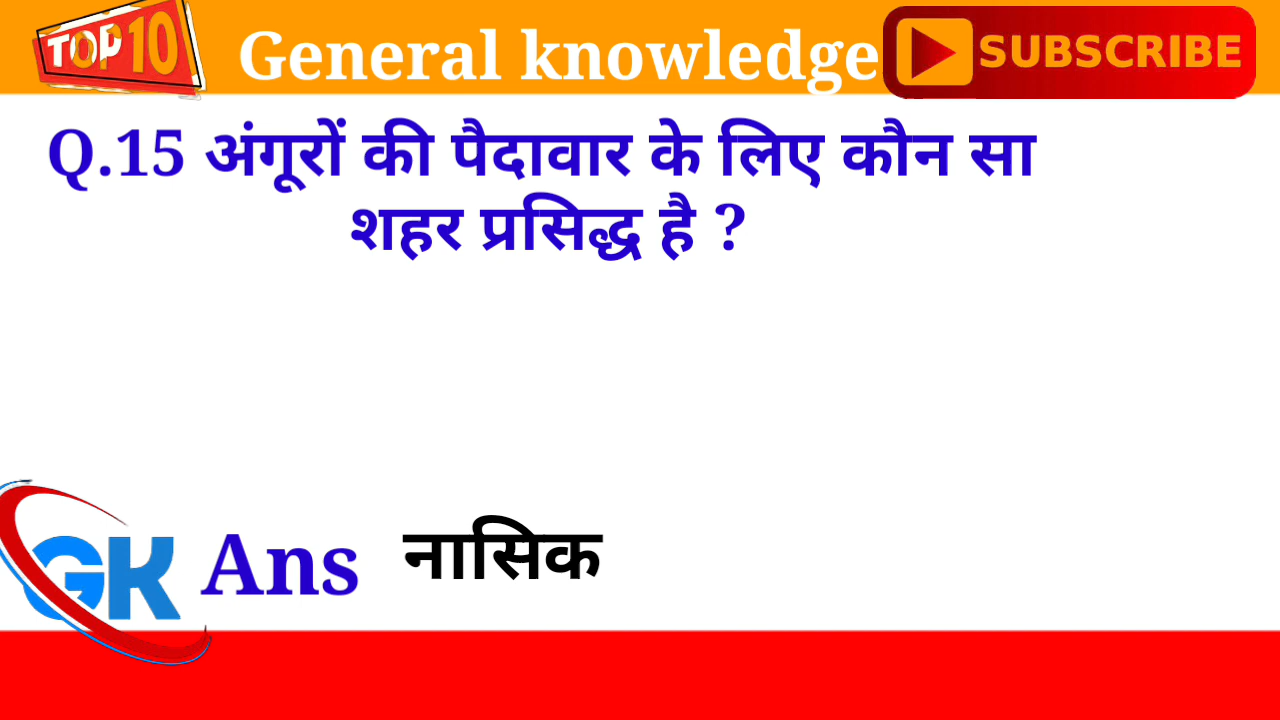 TOP 10
General knowledge
SUBSCRIBE
Q.15 अंगूरों की पैदावार के लिए कौन सा
शहर प्रसिद्ध है ?
GK
Ans नासिक